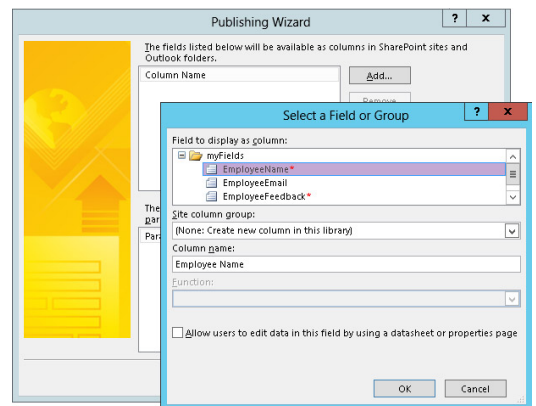 Publishing Wizard
The fields listed below will be available as columns in SharePoint sites and
Outlook folders.
Column Name
Add...
Remove
Select a Field or Group
Field to display as column:
myFields
EmployeeName*
EmployeeEmail
EmployeeFeedback*
The
par
Site column group:
(None: Create new column in this library)
Para
Column name:
Employee Name
Function:
Allow users to edit data in this field by using a datasheet or properties page
OK
Cancel